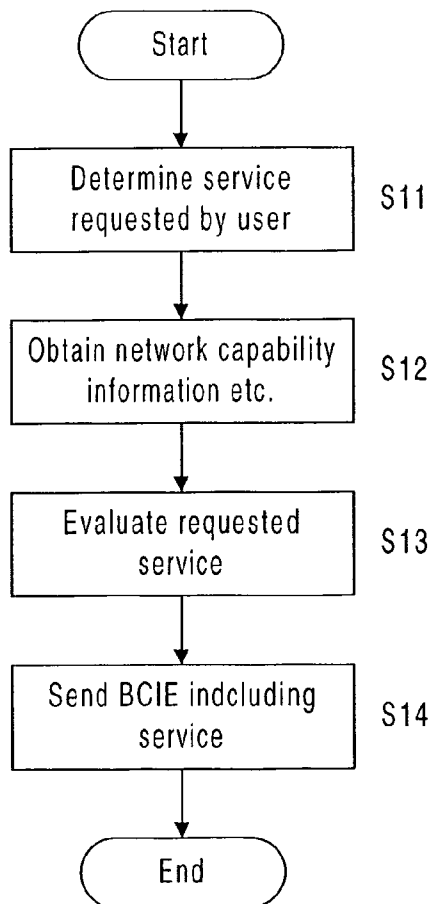 Start
Determine service
requested by user
S11
Obtain network capability
information etc.
S12
Evaluate requested
service
S13
Send BCIE indcluding
service
S14
End